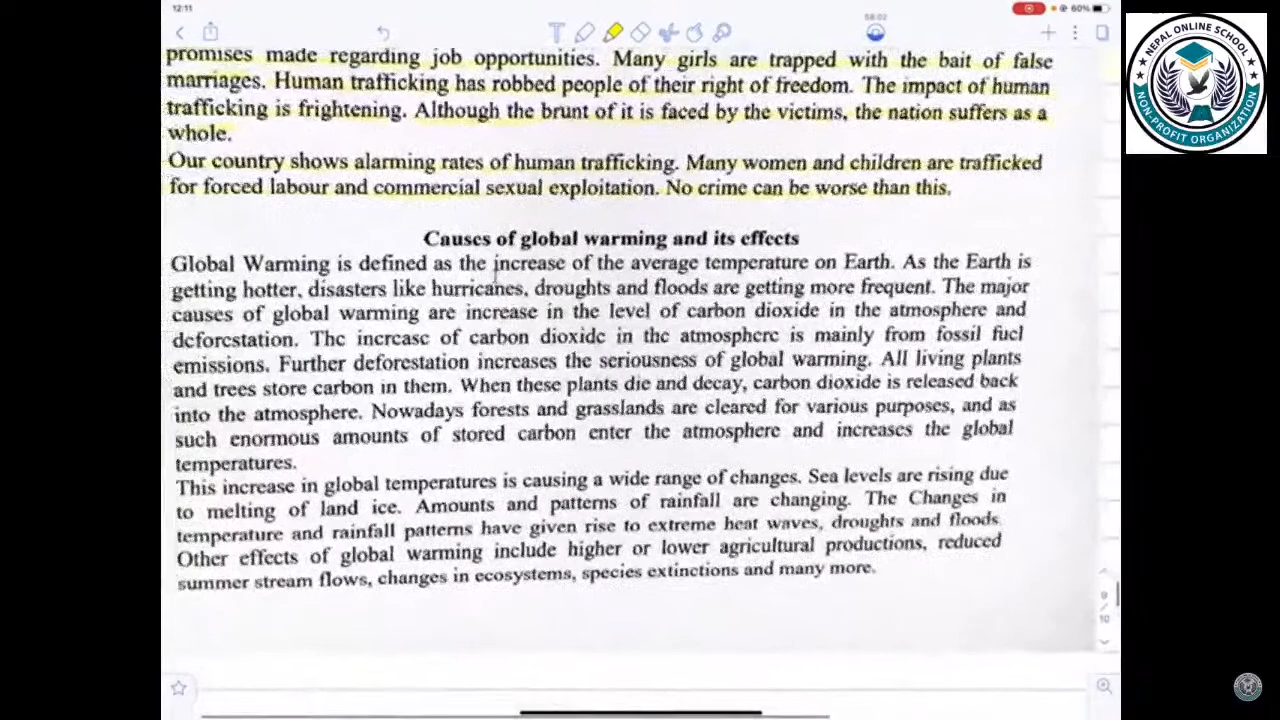 12:11
60%
58:02
promises made regarding job opportunities. Many girls are trapped with the bait of false
marriages. Human trafficking has robbed people of their right of freedom. The impact of human
trafficking is frightening. Although the brunt of it is faced by the victims, the nation suffers as a
whole.
Our country shows alarming rates of human trafficking. Many women and children are trafficked
for forced labour and commercial sexual exploitation. No crime can be worse than this.
Causes of global warming and its effects
Global Warming is defined as the increase of the average temperature on Earth. As the Earth is
getting hotter, disasters like hurricanes, droughts and floods are getting more frequent. The major
causes of global warming are increase in the level of carbon dioxide in the atmosphere and
deforestation. The increase of carbon dioxide in the atmosphere is mainly from fossil fuel
emissions. Further deforestation increases the seriousness of global warming. All living plants
and trees store carbon in them. When these plants die and decay, carbon dioxide is released back
into the atmosphere. Nowadays forests and grasslands are cleared for various purposes, and as
such enormous amounts of stored carbon enter the atmosphere and increases the global
temperatures.
This increase in global temperatures is causing a wide range of changes. Sea levels are rising due
to melting of land ice. Amounts and patterns of rainfall are changing. The Changes in
temperature and rainfall patterns have given rise to extreme heat waves, droughts and floods.
Other effects of global warming include higher or lower agricultural productions, reduced
summer stream flows, changes in ecosystems, species extinctions and many more.
9
/
10
NEPAL ONLINE SCHOOL
NON-PROFIT ORGANIZATION